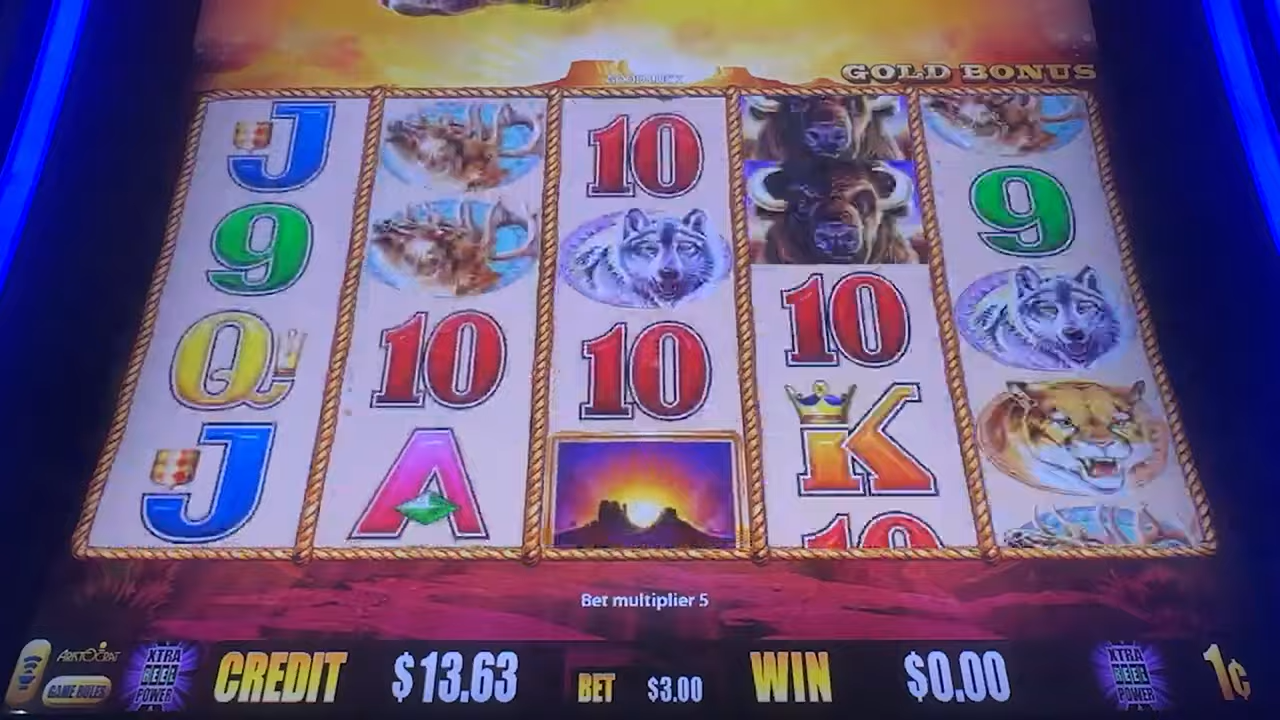 GOLD BONUS
J
10
9
9
10
Q
10
10
K
J
A
10
Bet multiplier 5
ARISTOCRAT
GAME RULES
XTRA
REEL
POWER
CREDIT $13.63
BET $3.00
WIN $0.00
XTRA
REEL
POWER
1¢